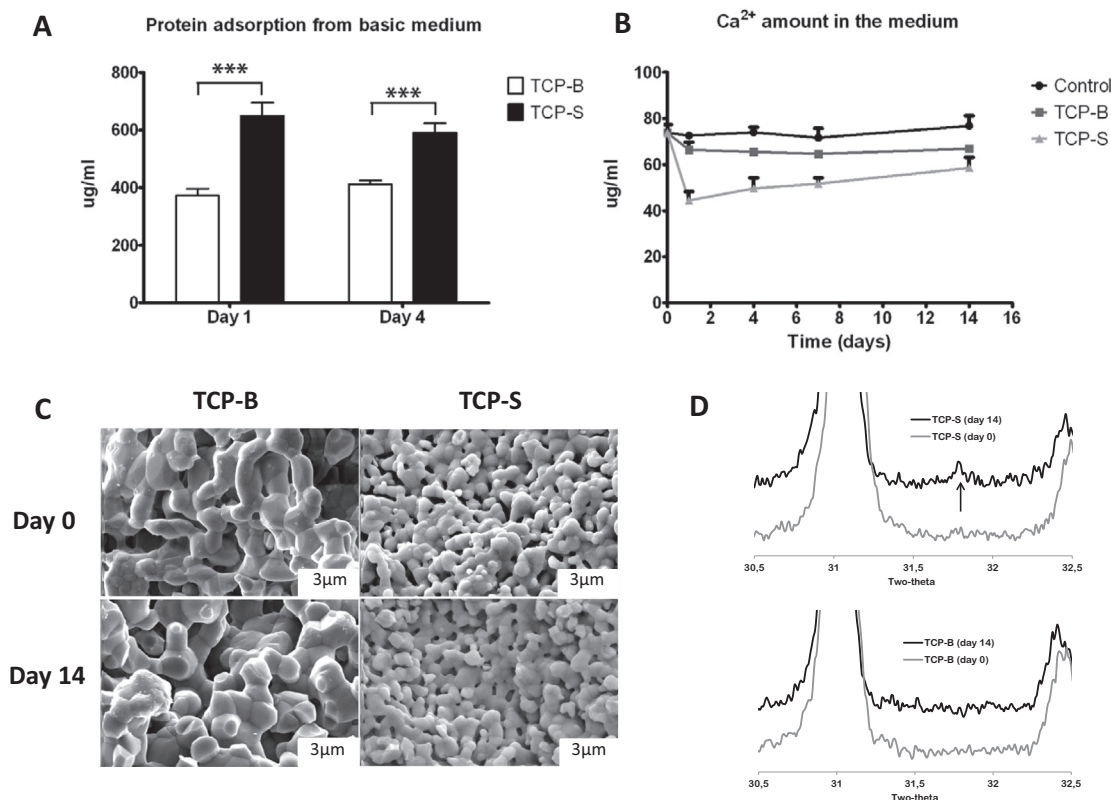 A
Protein adsorption from basic medium
800
600
400
200
0
ug/ml
***
***
Day 1
Day 4
TCP-B
TCP-S
B
Ca²⁺ amount in the medium
100
80
60
40
20
0
ug/ml
0 2 4 6 8 10 12 14 16
Time (days)
Control
TCP-B
TCP-S
C
TCP-B
TCP-S
Day 0
3µm
3µm
Day 14
3µm
3µm
D
TCP-S (day 14)
TCP-S (day 0)
30,5 31 31,5 32 32,5
Two-theta
TCP-B (day 14)
TCP-B (day 0)
30,5 31 31,5 32 32,5
Two-theta